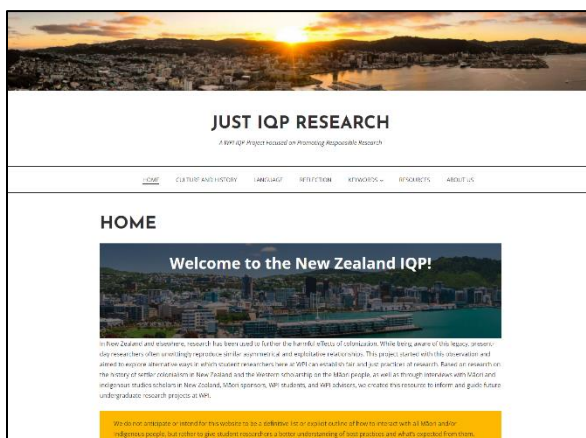 JUST IQP RESEARCH
A WPI IQP Project Focused on Promoting Responsible Research
HOME CULTURE AND HISTORY LANGUAGE REFLECTION KEYWORDS RESOURCES ABOUT US
HOME
Welcome to the New Zealand IQP!
In New Zealand and elsewhere, research has been used to further the harmful effects of colonization. While being aware of this legacy, present-
day researchers often unwittingly reproduce similar asymmetrical and exploitative relationships. This project started with this observation and
aimed to explore alternative ways in which student researchers here at WPI can establish fair and just practices of research. Based on research on
the history of settler colonialism in New Zealand and the Western scholarship on the Māori people, as well as through interviews with Māori and
indigenous studies scholars in New Zealand, Māori sponsors, WPI students, and WPI advisors, we created this resource to inform and guide future
undergraduate research projects at WPI.
We do not anticipate or intend for this website to be a definitive list or explicit outline of how to interact with all Māori and/or
indigenous people, but rather to give student researchers a better understanding of best practices and what's expected from them.